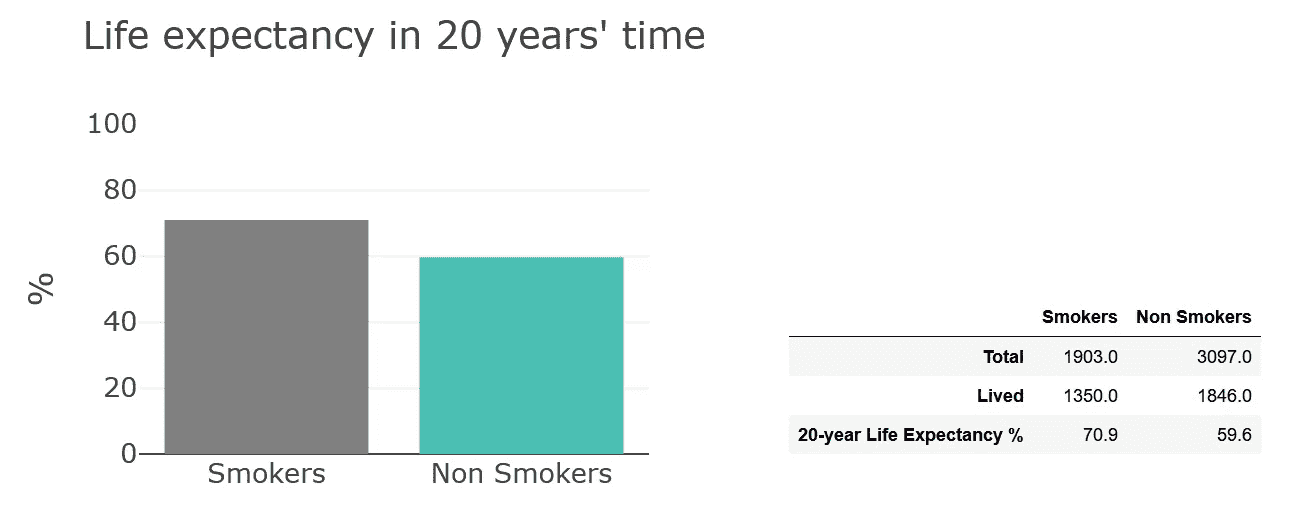 Life expectancy in 20 years' time
100
80
60
40
20
0
%
Smokers Non Smokers
Smokers Non Smokers
Total 1903.0 3097.0
Lived 1350.0 1846.0
20-year Life Expectancy % 70.9 59.6